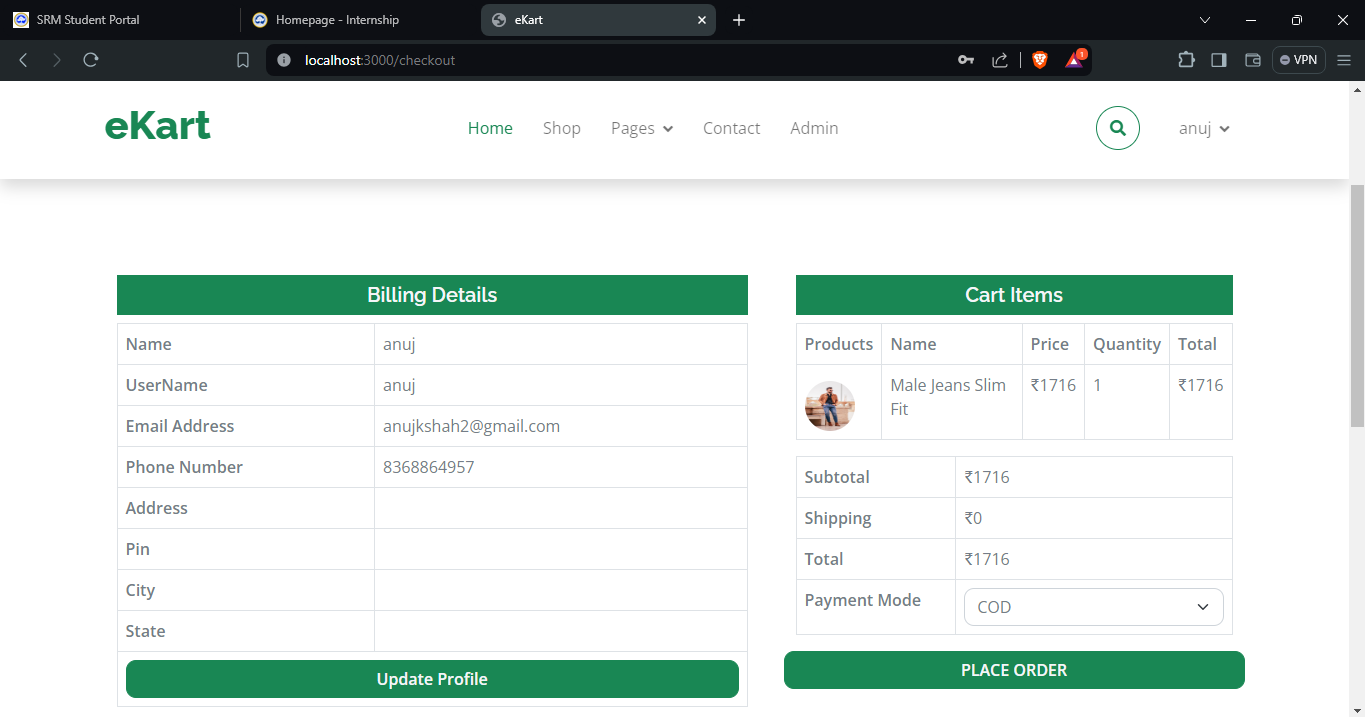 SRM Student Portal
Homepage - Internship
eKart
localhost:3000/checkout
1
VPN
eKart
Home
Shop
Pages
Contact
Admin
anuj
Billing Details
Name anuj
UserName anuj
Email Address anujkshah2@gmail.com
Phone Number 8368864957
Address
Pin
City
State
Update Profile
Cart Items
Products Name Price Quantity Total
Male Jeans Slim ₹1716 1 ₹1716
Fit
Subtotal ₹1716
Shipping ₹0
Total ₹1716
Payment Mode COD
PLACE ORDER